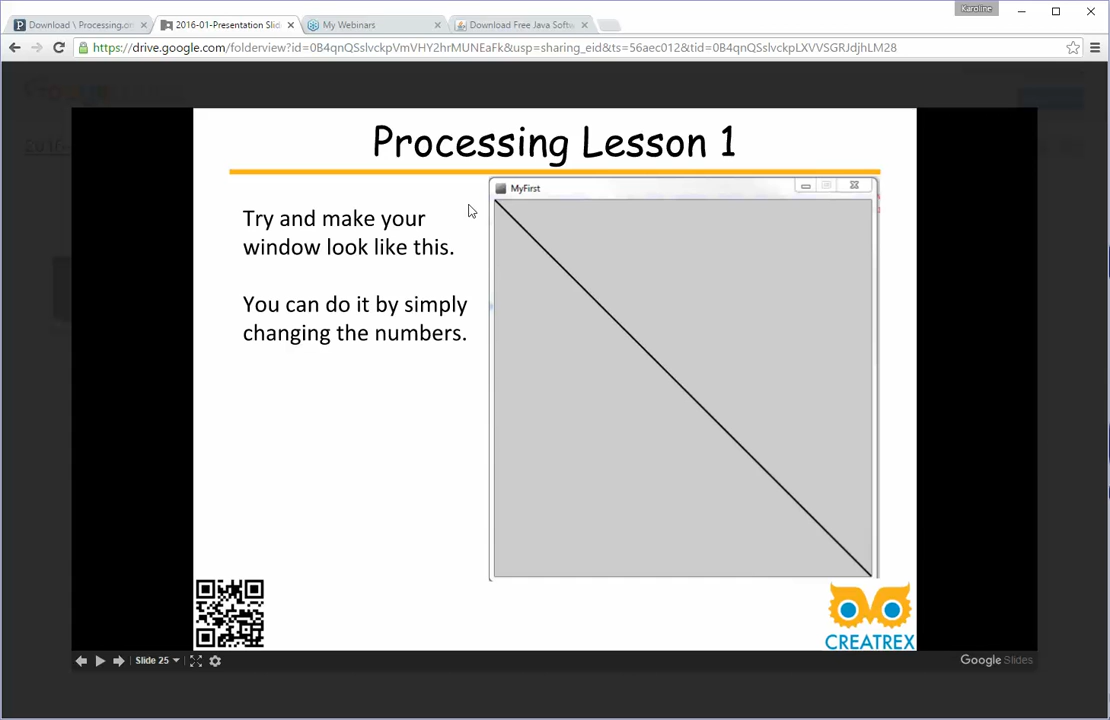 Karoline
Download \ Processing.or
2016-01-Presentation Slid
My Webinars
Download Free Java Softw
https://drive.google.com/folderview?id=0B4qnQSslvckpVmVHY2hrMUNEaFk&usp=sharing_eid&ts=56aec012&tid=0B4qnQSslvckpLXVVSGRJdjhLM28
Processing Lesson 1
MyFirst
Try and make your
window look like this.
You can do it by simply
changing the numbers.
CREATREX
Slide 25
Google Slides